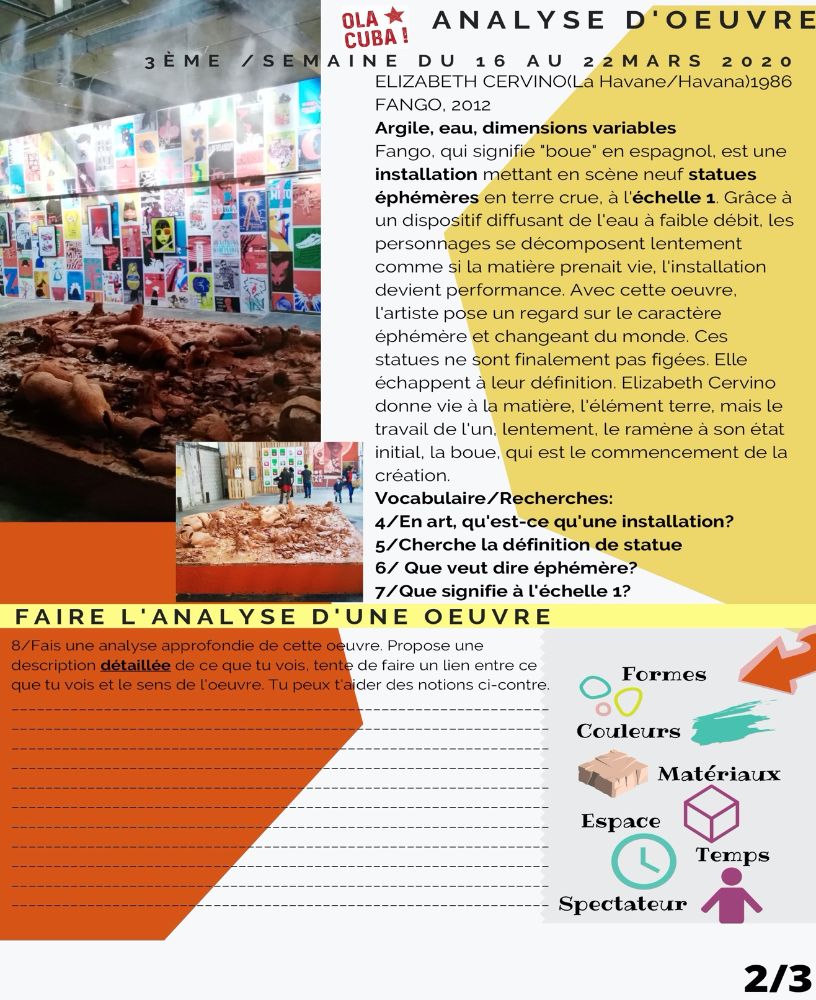 OLA
CUBA !
ANALYSE D'OEUVRE
3ÈME /SEMAINE DU 16 AU 22MARS 2020
ELIZABETH CERVINO(La Havane/Havana)1986
FANGO, 2012
Argile, eau, dimensions variables
Fango, qui signifie "boue" en espagnol, est une
installation mettant en scène neuf statues
éphémères en terre crue, à l'échelle 1. Grâce à
un dispositif diffusant de l'eau à faible débit, les
personnages se décomposent lentement
comme si la matière prenait vie, l'installation
devient performance. Avec cette oeuvre,
l'artiste pose un regard sur le caractère
éphémère et changeant du monde. Ces
statues ne sont finalement pas figées. Elle
échappent à leur définition. Elizabeth Cervino
donne vie à la matière, l'élément terre, mais le
travail de l'un, lentement, le ramène à son état
initial, la boue, qui est le commencement de la
création.
Vocabulaire/Recherches:
4/En art, qu'est-ce qu'une installation?
5/Cherche la définition de statue
6/ Que veut dire éphémère?
7/Que signifie à l'échelle 1?
FAIRE L'ANALYSE D'UNE OEUVRE
8/Fais une analyse approfondie de cette oeuvre. Propose une
description détaillée de ce que tu vois, tente de faire un lien entre ce
que tu vois et le sens de l'oeuvre. Tu peux t'aider des notions ci-contre.
Formes
Couleurs
Matériaux
Espace
Temps
Spectateur
2/3